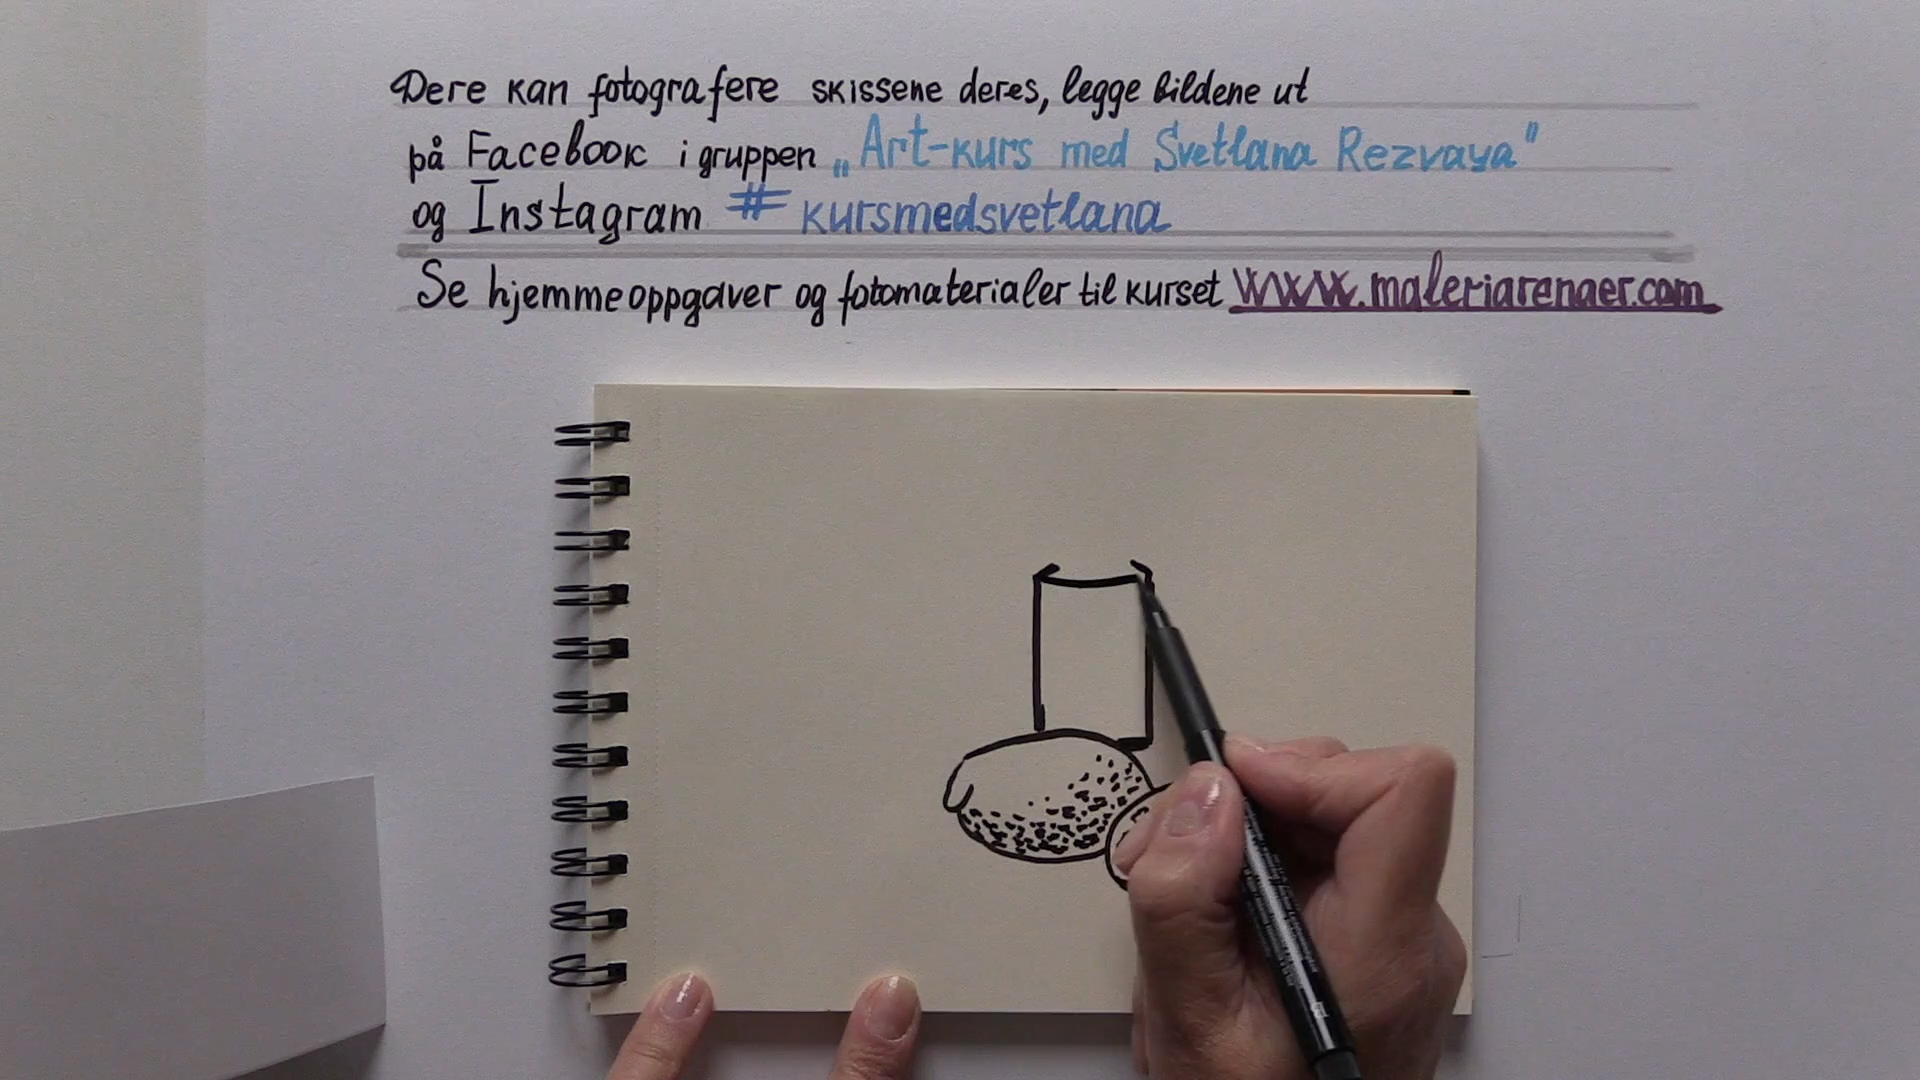 Dere kan fotografere skissene deres, legge bildene ut
på Facebook i gruppen „Art-kurs med Svetlana Rezvaya"
og Instagram #kursmedsvetlana
Se hjemmeoppgaver og fotomaterialer til kurset www.maleriarenaer.com